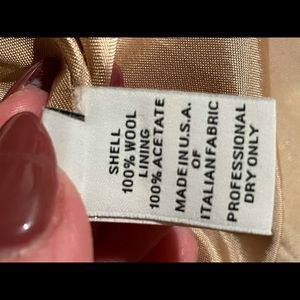 SHELL
100% WOOL
LINING
100% ACETATE
MADE IN U.S.A.
OF
ITALIAN FABRIC
PROFESSIONAL
DRY ONLY